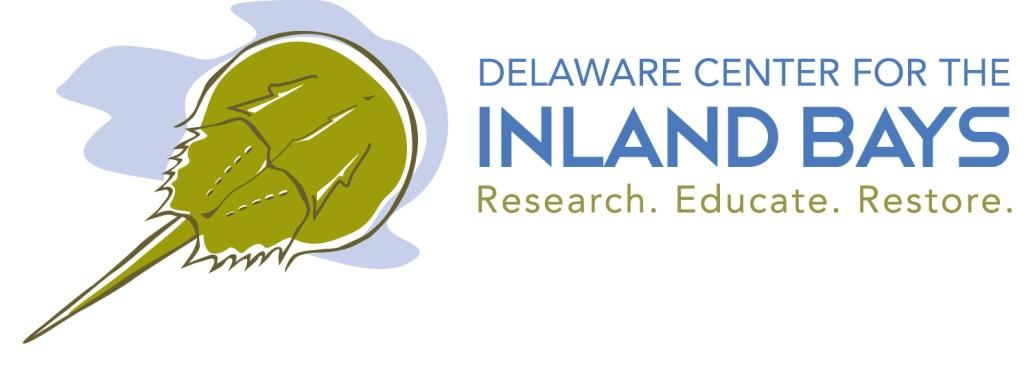 DELAWARE CENTER FOR THE
INLAND BAYS
Research. Educate. Restore.